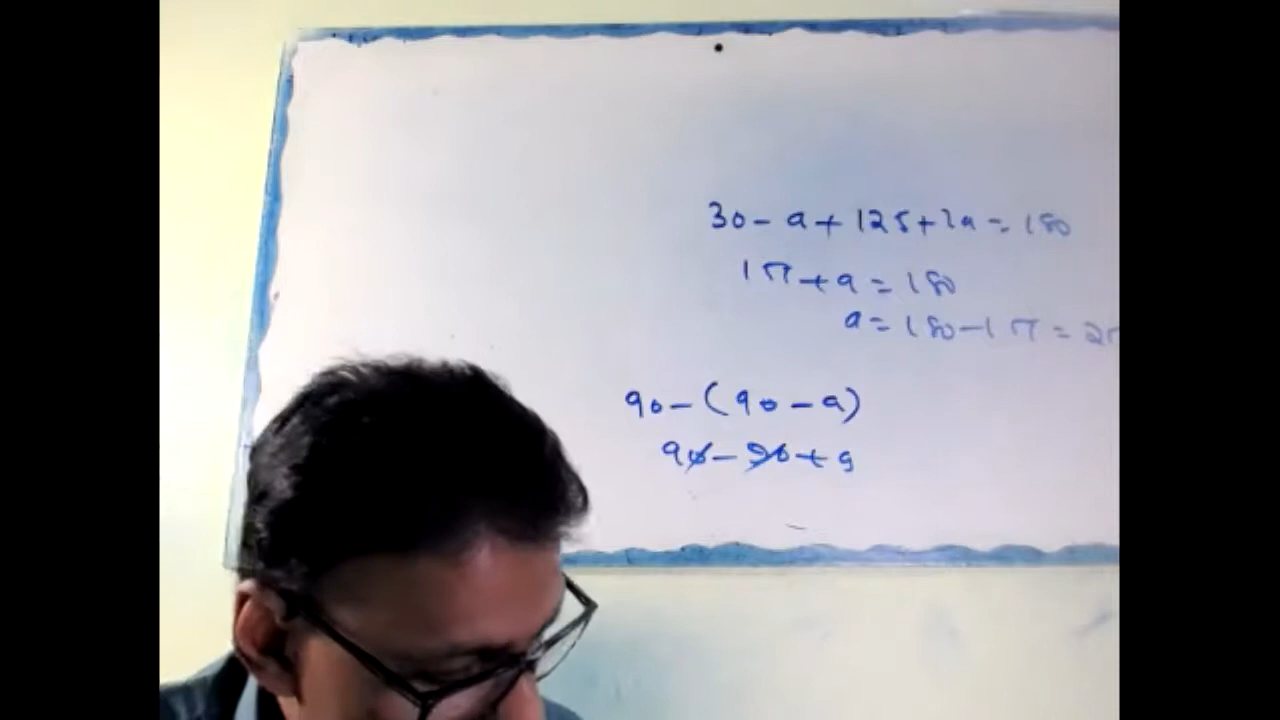 30 - a + 125 + 2a = 180
155 + a = 180
a = 180 - 155 = 25
90 - (90 - a)
90 - 90 + a